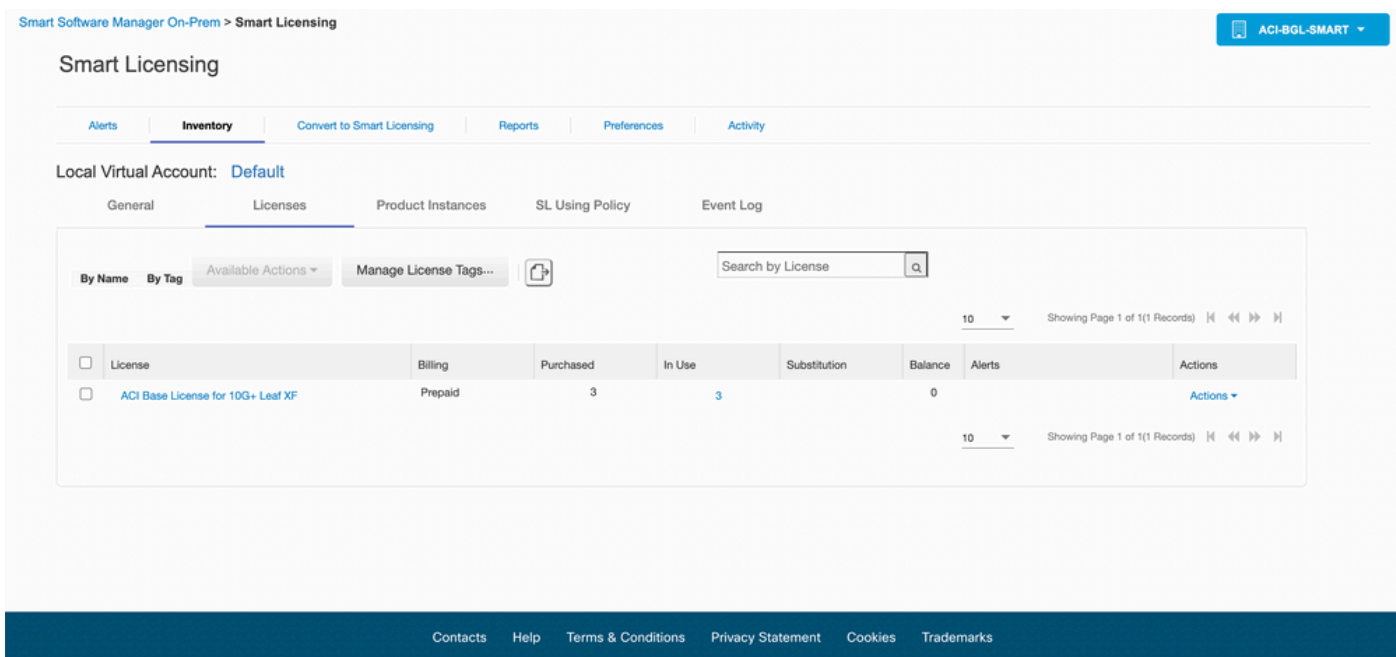 Smart Software Manager On-Prem > Smart Licensing
ACI-BGL-SMART
Smart Licensing
Alerts Inventory Convert to Smart Licensing Reports Preferences Activity
Local Virtual Account: Default
General Licenses Product Instances SL Using Policy Event Log
By Name By Tag Available Actions Manage License Tags... Search by License
10 Showing Page 1 of 1(1 Records)
License Billing Purchased In Use Substitution Balance Alerts Actions
ACI Base License for 10G+ Leaf XF Prepaid 3 3 0 Actions
10 Showing Page 1 of 1(1 Records)
Contacts Help Terms & Conditions Privacy Statement Cookies Trademarks